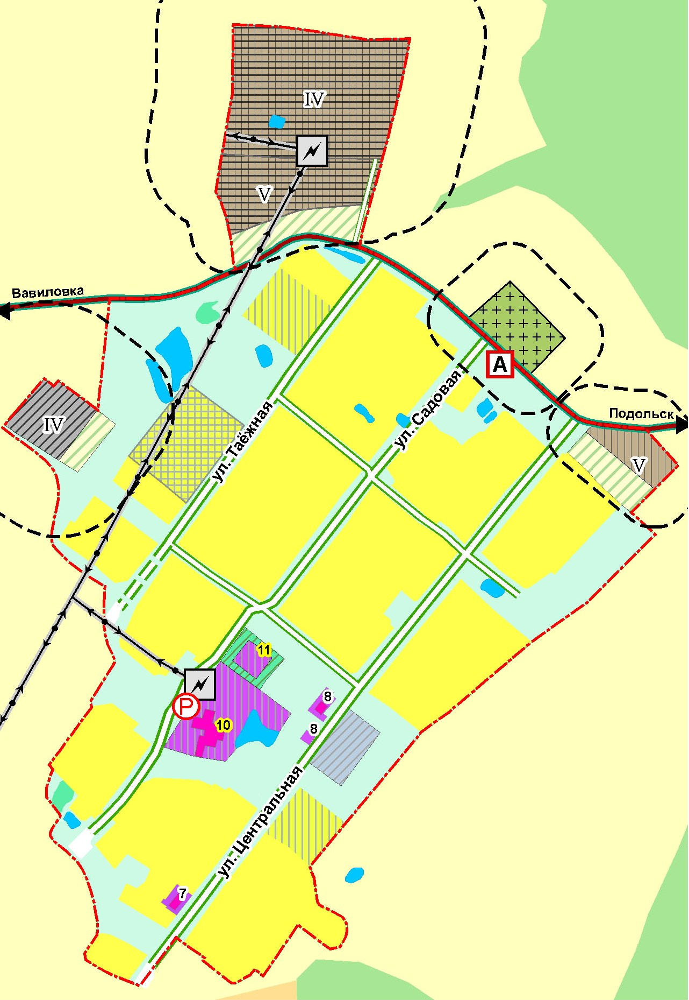 IV
V
Вавиловка
А
ул. Садовая
Подольск
ул. Таёжная
IV
V
11
8
Р
10
8
ул. Центральная
7